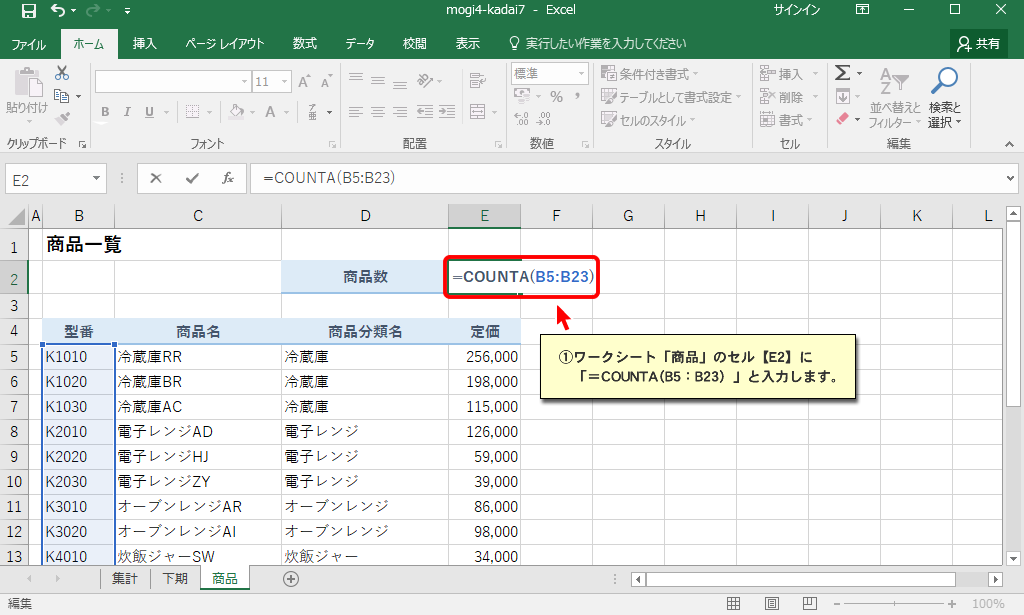 mogi4-kadai7 - Excel サインイン
ファイル ホーム 挿入 ページ レイアウト 数式 データ 校閲 表示 実行したい作業を入力してください 共有
貼り付け 11 A A 標準 条件付き書式 挿入 Σ
B I U A % , テーブルとして書式設定 削除 並べ替えと フィルター 検索と 選択
セルのスタイル 書式
クリップボード フォント 配置 数値 スタイル セル 編集
E2 fx =COUNTA(B5:B23)
A B C D E F G H I J K L
1 商品一覧
2 商品数 =COUNTA(B5:B23)
3
4 型番 商品名 商品分類名 定価
5 K1010 冷蔵庫RR 冷蔵庫 256,000
6 K1020 冷蔵庫BR 冷蔵庫 198,000
7 K1030 冷蔵庫AC 冷蔵庫 115,000
8 K2010 電子レンジAD 電子レンジ 126,000
9 K2020 電子レンジHJ 電子レンジ 59,000
10 K2030 電子レンジZY 電子レンジ 39,000
11 K3010 オーブンレンジAR オーブンレンジ 86,000
12 K3020 オーブンレンジAI オーブンレンジ 98,000
13 K4010 炊飯ジャーSW 炊飯ジャー 34,000
①ワークシート「商品」のセル【E2】に
「＝COUNTA(B5：B23) 」と入力します。
集計 下期 商品
編集 100%